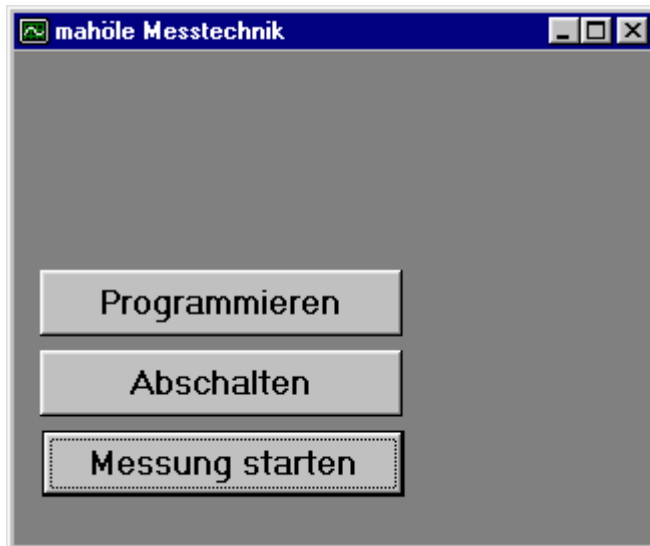 mahöle Messtechnik
Programmieren
Abschalten
Messung starten